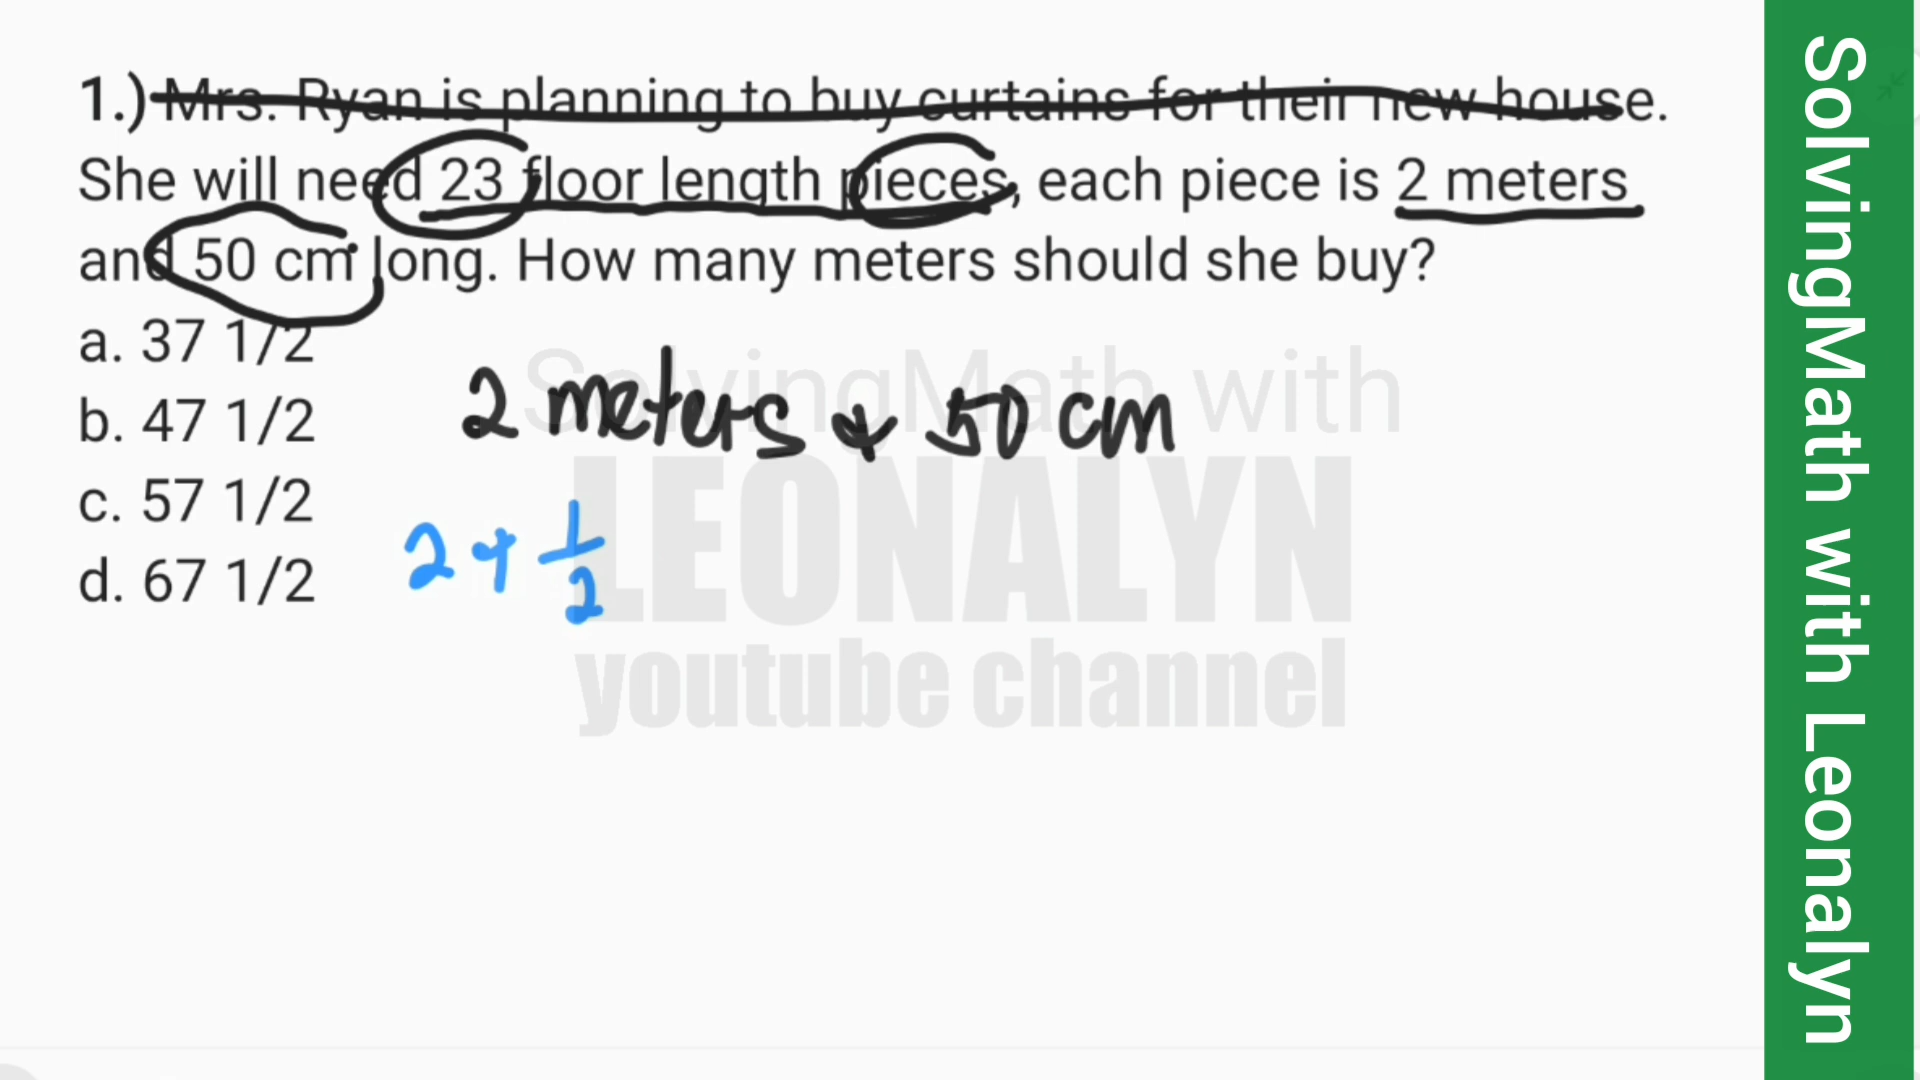 1.) Mrs. Ryan is planning to buy curtains for their new house.
She will need 23 floor length pieces, each piece is 2 meters
and 50 cm long. How many meters should she buy?
a. 37 1/2
b. 47 1/2
c. 57 1/2
d. 67 1/2
2 meters + 50 cm
2 + 1/2
SolvingMath with
LEONALYN
youtube channel
SolvingMath with Leonalyn